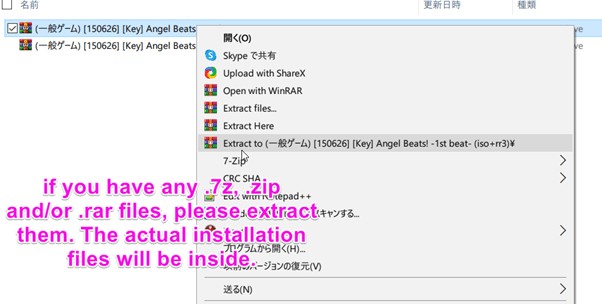 名前 更新日時 種類
(一般ゲーム) [150626] [Key] Angel Beats
(一般ゲーム) [150626] [Key] Angel Beats
ve
ve
開く(O)
Skype で共有
Upload with ShareX
Open with WinRAR
Extract files...
Extract Here
Extract to (一般ゲーム) [150626] [Key] Angel Beats! -1st beat- (iso+rr3)¥
7-Zip
CRC SHA
Edit with Notepad++
スキャンする...
プログラムから開く(H)...
以前のバージョンの復元(V)
送る(N)
if you have any .7z, .zip
and/or .rar files, please extract
them. The actual installation
files will be inside.